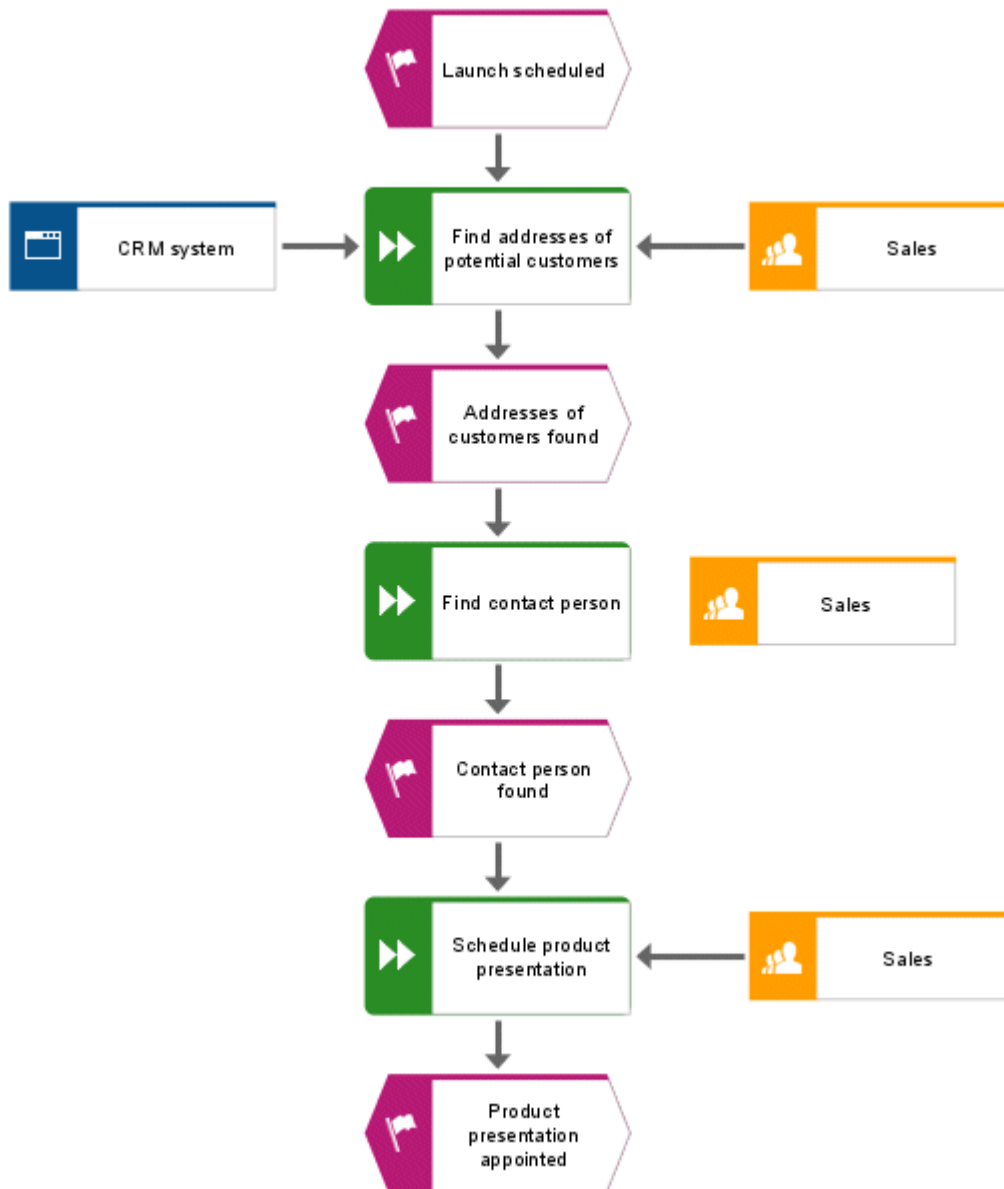 Launch scheduled
CRM system
Find addresses of
potential customers
Sales
Addresses of
customers found
Find contact person
Sales
Contact person
found
Schedule product
presentation
Sales
Product
presentation
appointed